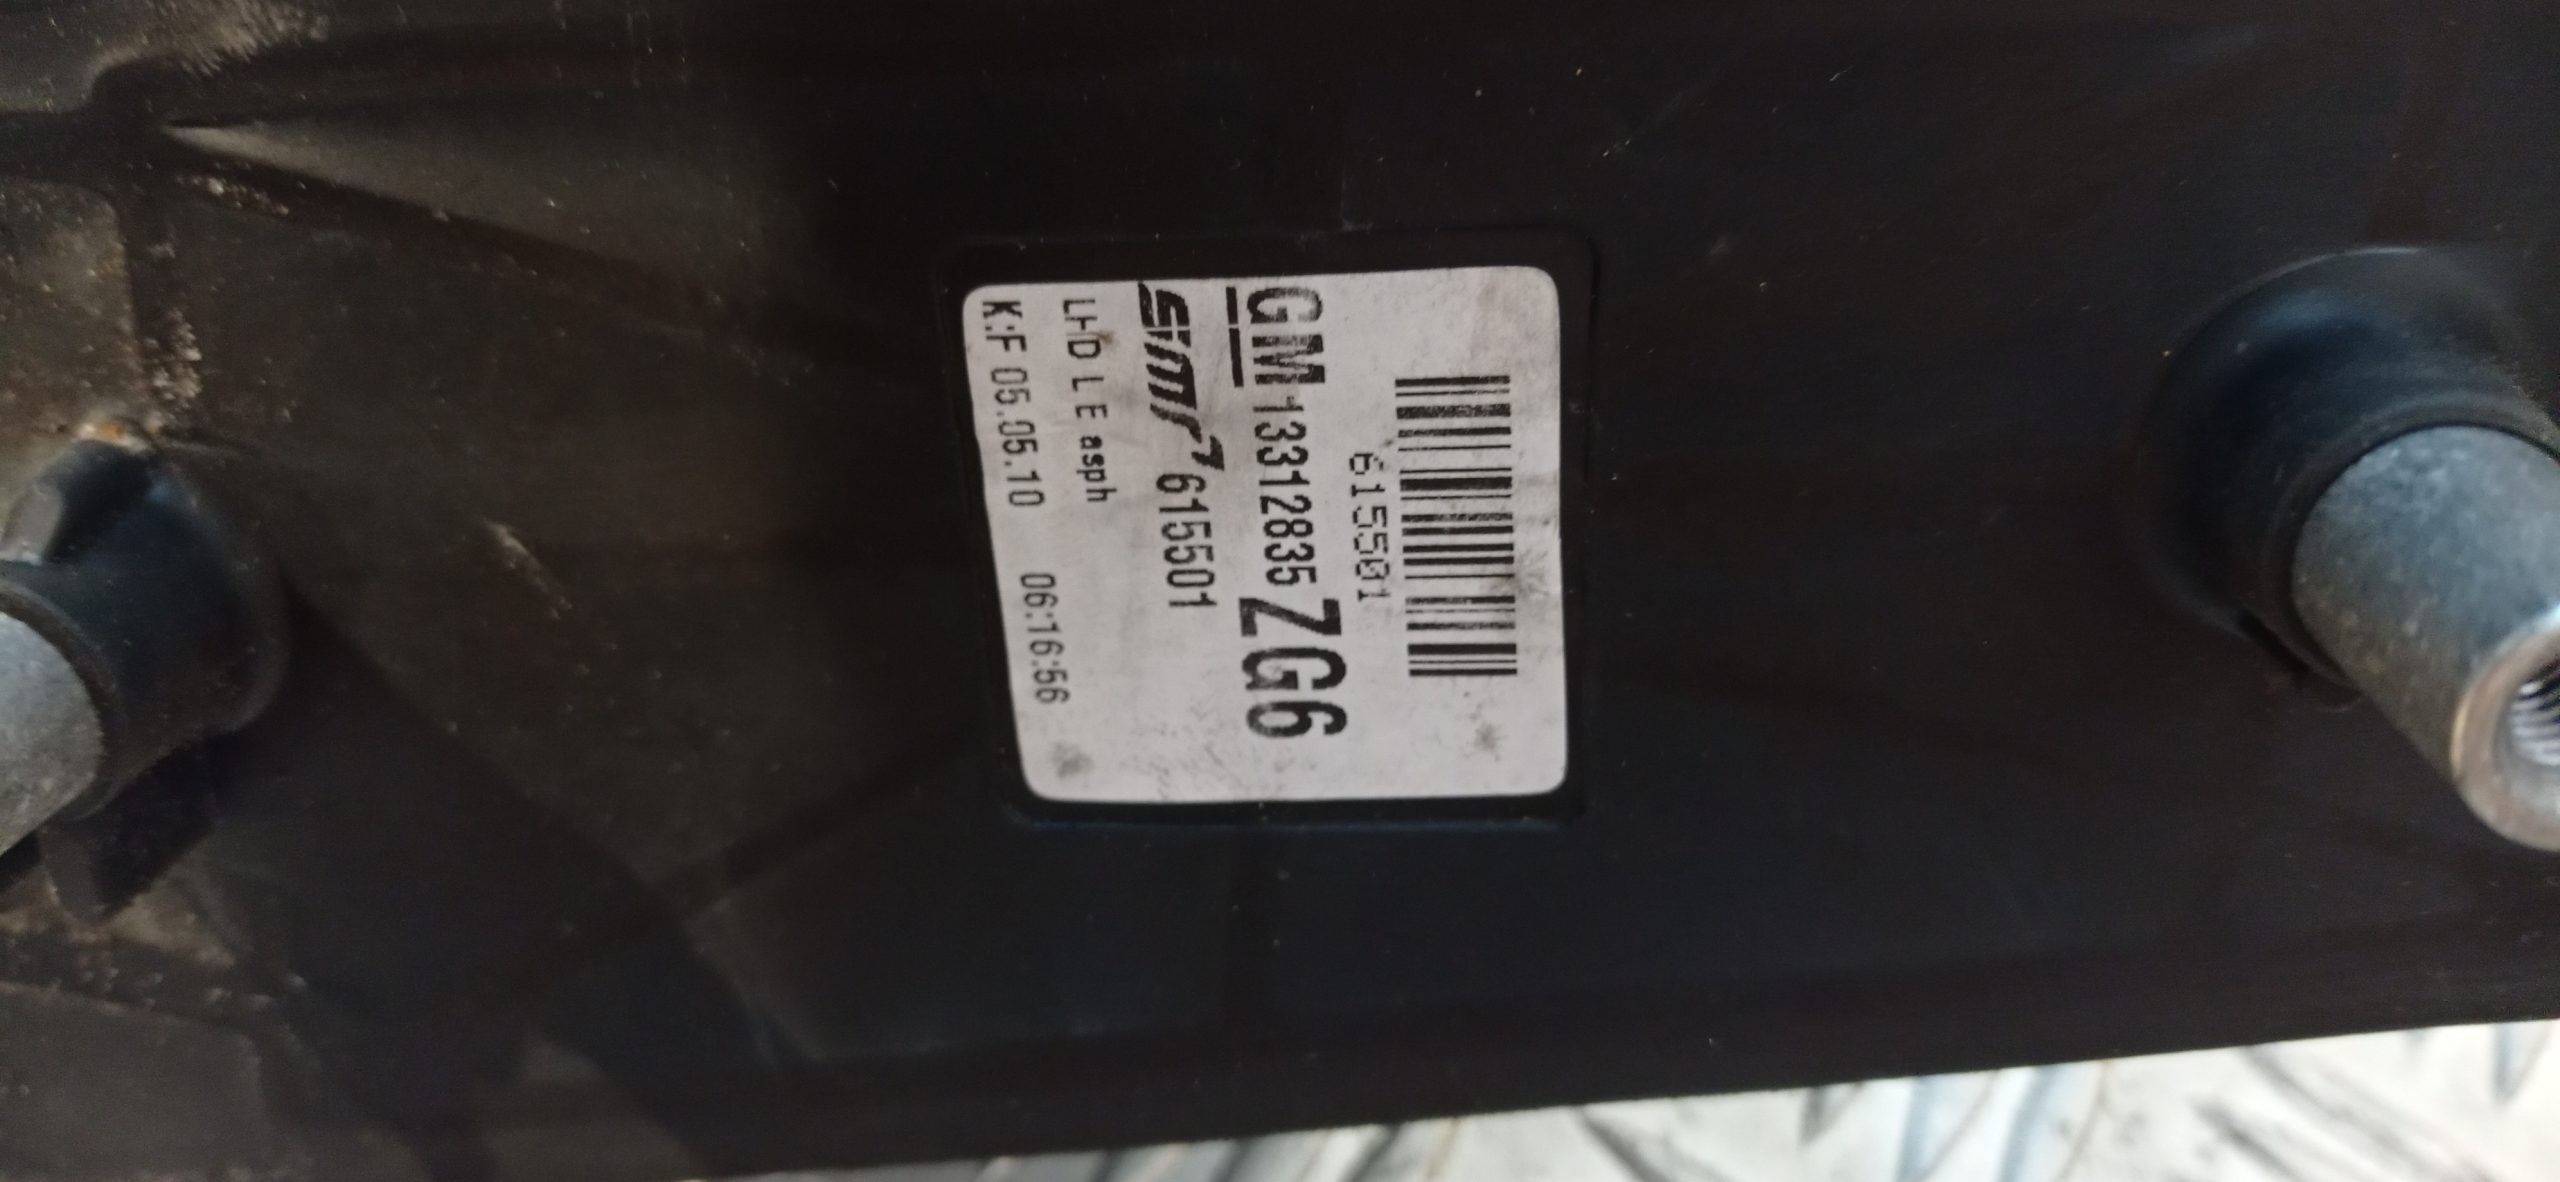 615501
GM 13312835 ZG6
smr 615501
LHD L E asph
K:F 05.05.10 06:16:56